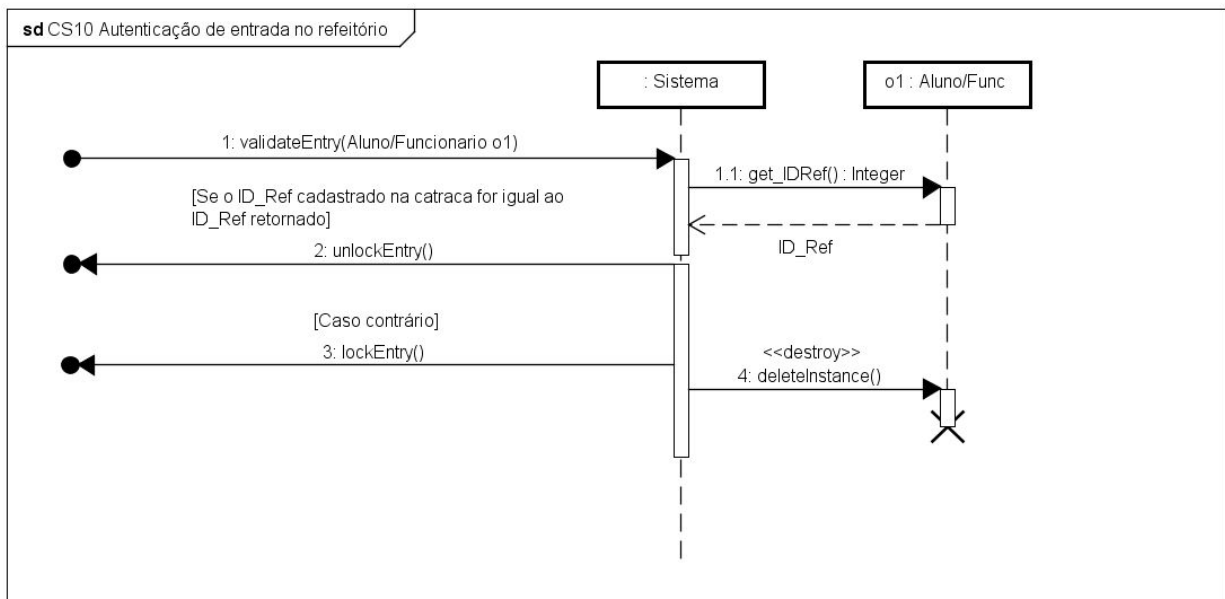 sd CS10 Autenticação de entrada no refeitório
: Sistema
o1 : Aluno/Func
1: validateEntry(Aluno/Funcionario o1)
1.1: get_IDRef() : Integer
[Se o ID_Ref cadastrado na catraca for igual ao
ID_Ref retornado]
ID_Ref
2: unlockEntry()
[Caso contrário]
3: lockEntry()
<<destroy>>
4: deleteInstance()